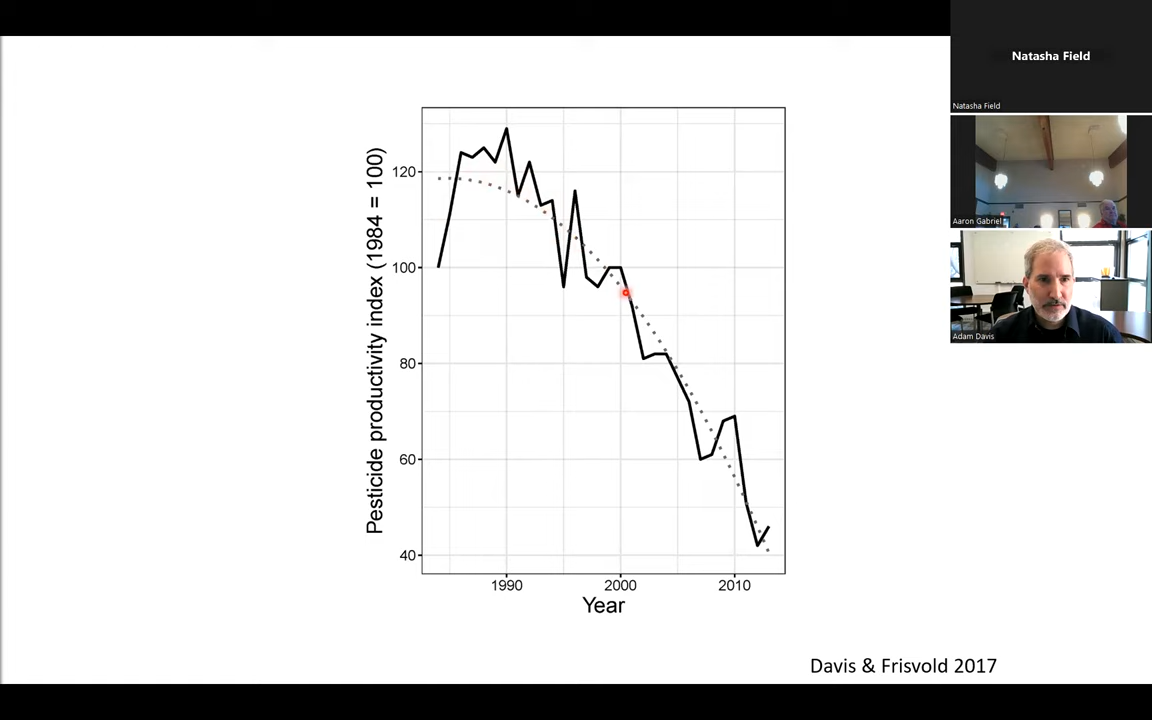 Natasha Field
Natasha Field
Aaron Gabriel
Adam Davis
Pesticide productivity index (1984 = 100)
120
100
80
60
40
1990 2000 2010
Year
Davis & Frisvold 2017